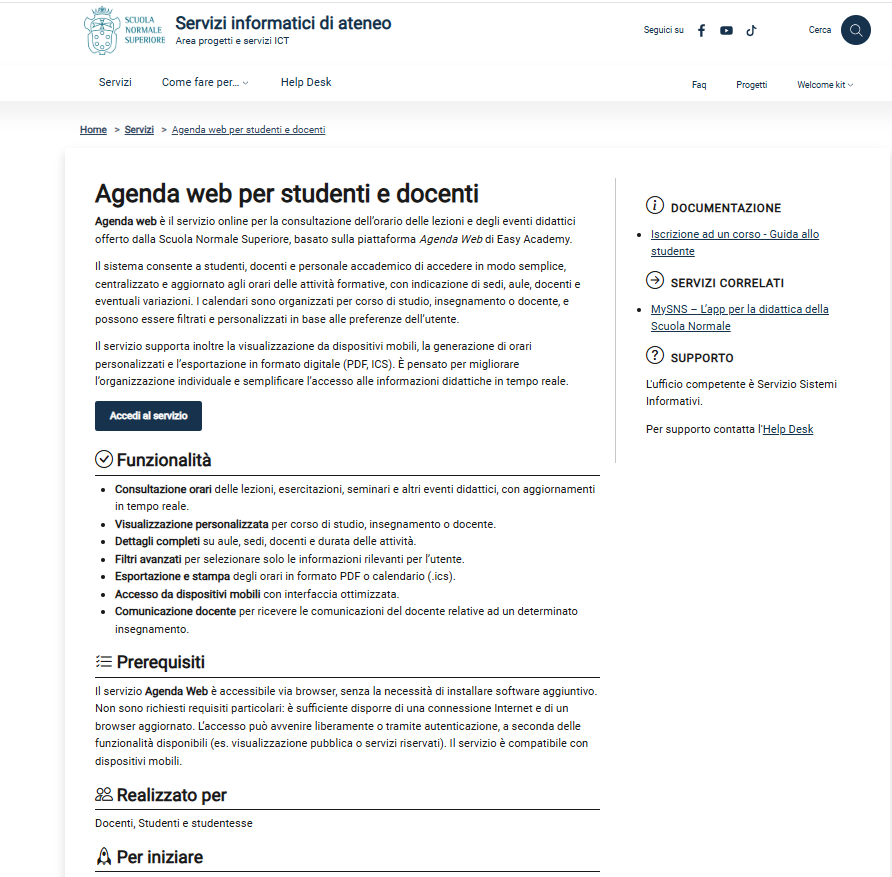 SCUOLA
NORMALE
SUPERIORE
Servizi informatici di ateneo
Area progetti e servizi ICT
Seguici su
Cerca
Servizi
Come fare per...
Help Desk
Faq
Progetti
Welcome kit
Home > Servizi > Agenda web per studenti e docenti
Agenda web per studenti e docenti
Agenda web è il servizio online per la consultazione dell'orario delle lezioni e degli eventi didattici
offerto dalla Scuola Normale Superiore, basato sulla piattaforma Agenda Web di Easy Academy.
Il sistema consente a studenti, docenti e personale accademico di accedere in modo semplice,
centralizzato e aggiornato agli orari delle attività formative, con indicazione di sedi, aule, docenti e
eventuali variazioni. I calendari sono organizzati per corso di studio, insegnamento o docente, e
possono essere filtrati e personalizzati in base alle preferenze dell'utente.
Il servizio supporta inoltre la visualizzazione da dispositivi mobili, la generazione di orari
personalizzati e l'esportazione in formato digitale (PDF, ICS). È pensato per migliorare
l'organizzazione individuale e semplificare l'accesso alle informazioni didattiche in tempo reale.
Accedi al servizio
Funzionalità
• Consultazione orari delle lezioni, esercitazioni, seminari e altri eventi didattici, con aggiornamenti
in tempo reale.
• Visualizzazione personalizzata per corso di studio, insegnamento o docente.
• Dettagli completi su aule, sedi, docenti e durata delle attività.
• Filtri avanzati per selezionare solo le informazioni rilevanti per l'utente.
• Esportazione e stampa degli orari in formato PDF o calendario (.ics).
• Accesso da dispositivi mobili con interfaccia ottimizzata.
• Comunicazione docente per ricevere le comunicazioni del docente relative ad un determinato
insegnamento.
Prerequisiti
Il servizio Agenda Web è accessibile via browser, senza la necessità di installare software aggiuntivo.
Non sono richiesti requisiti particolari: è sufficiente disporre di una connessione Internet e di un
browser aggiornato. L'accesso può avvenire liberamente o tramite autenticazione, a seconda delle
funzionalità disponibili (es. visualizzazione pubblica o servizi riservati). Il servizio è compatibile con
dispositivi mobili.
Realizzato per
Docenti, Studenti e studentesse
Per iniziare
DOCUMENTAZIONE
• Iscrizione ad un corso - Guida allo
studente
SERVIZI CORRELATI
• MySNS – L'app per la didattica della
Scuola Normale
SUPPORTO
L'ufficio competente è Servizio Sistemi
Informativi.
Per supporto contatta l'Help Desk